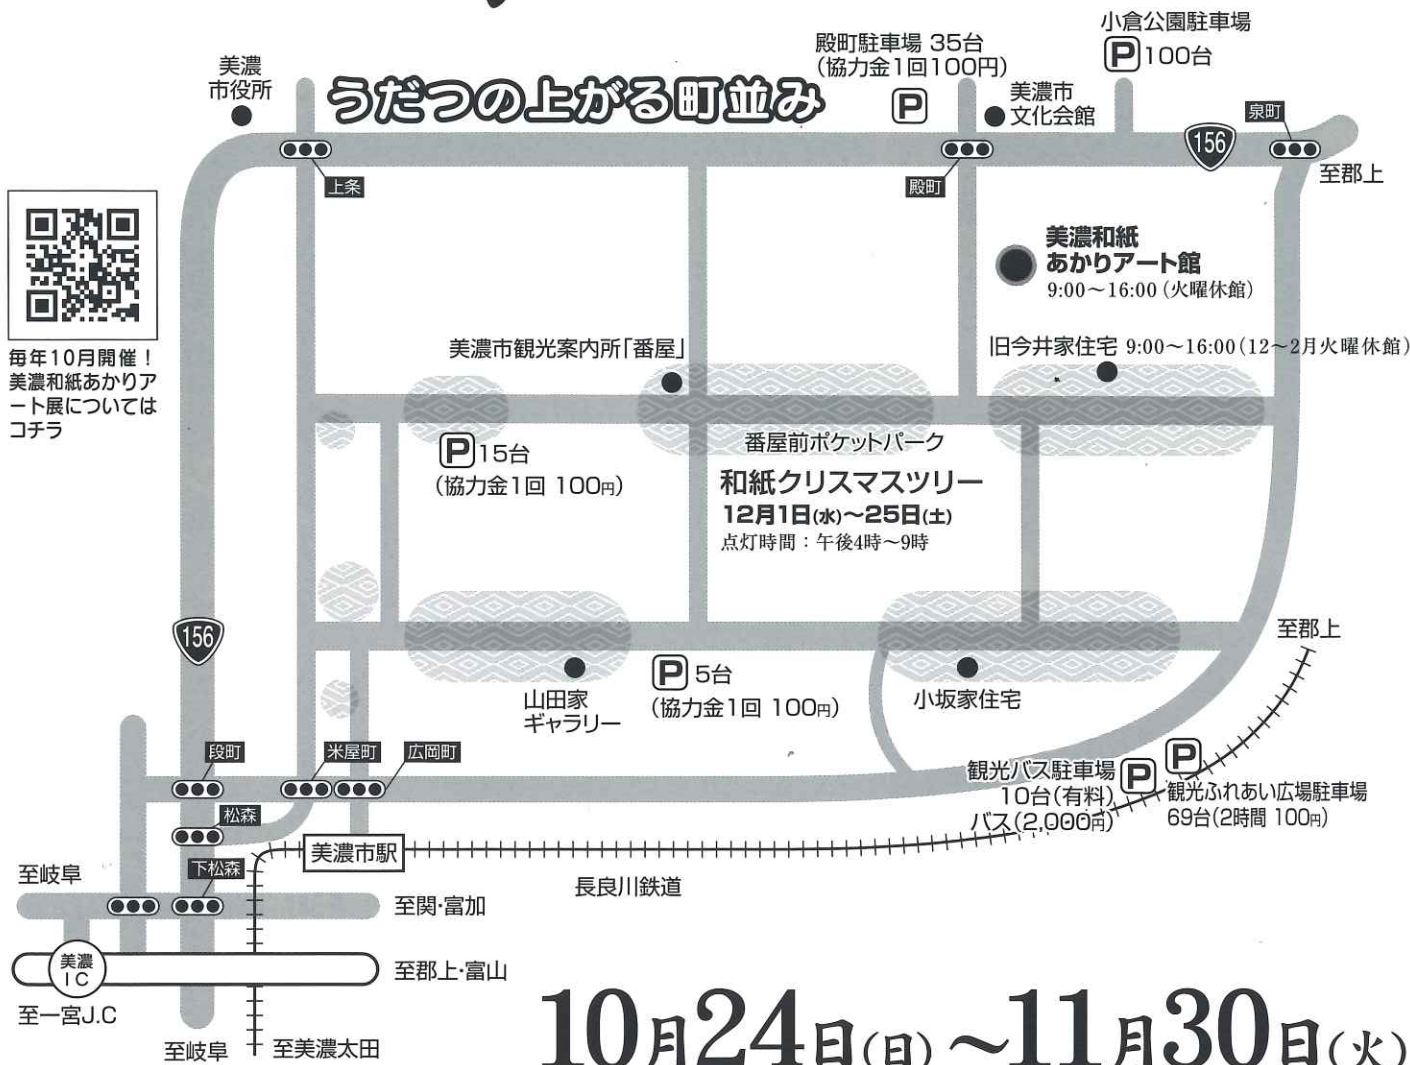 小倉公園駐車場
P 100台
殿町駐車場 35台
(協力金1回100円)
P
美濃
市役所
うだつの上がる町並み
美濃市
文化会館
泉町
156
至郡上
上条
殿町
美濃和紙
あかりアート館
9:00～16:00(火曜休館)
毎年10月開催！
美濃和紙あかりア
ート展については
コチラ
美濃市観光案内所「番屋」
旧今井家住宅 9:00～16:00(12～2月火曜休館)
P 15台
(協力金1回 100円)
番屋前ポケットパーク
和紙クリスマスツリー
12月1日(水)～25日(土)
点灯時間：午後4時～9時
156
至郡上
山田家
ギャラリー
P 5台
(協力金1回 100円)
小坂家住宅
段町
米屋町
広岡町
観光バス駐車場
10台(有料)
バス(2,000円)
P
P
観光ふれあい広場駐車場
69台(2時間 100円)
松森
美濃市駅
下松森
長良川鉄道
至岐阜
至関・富加
美濃
IC
至郡上・富山
至一宮J.C
至岐阜
至美濃太田
10月24日(日)～11月30日(火)